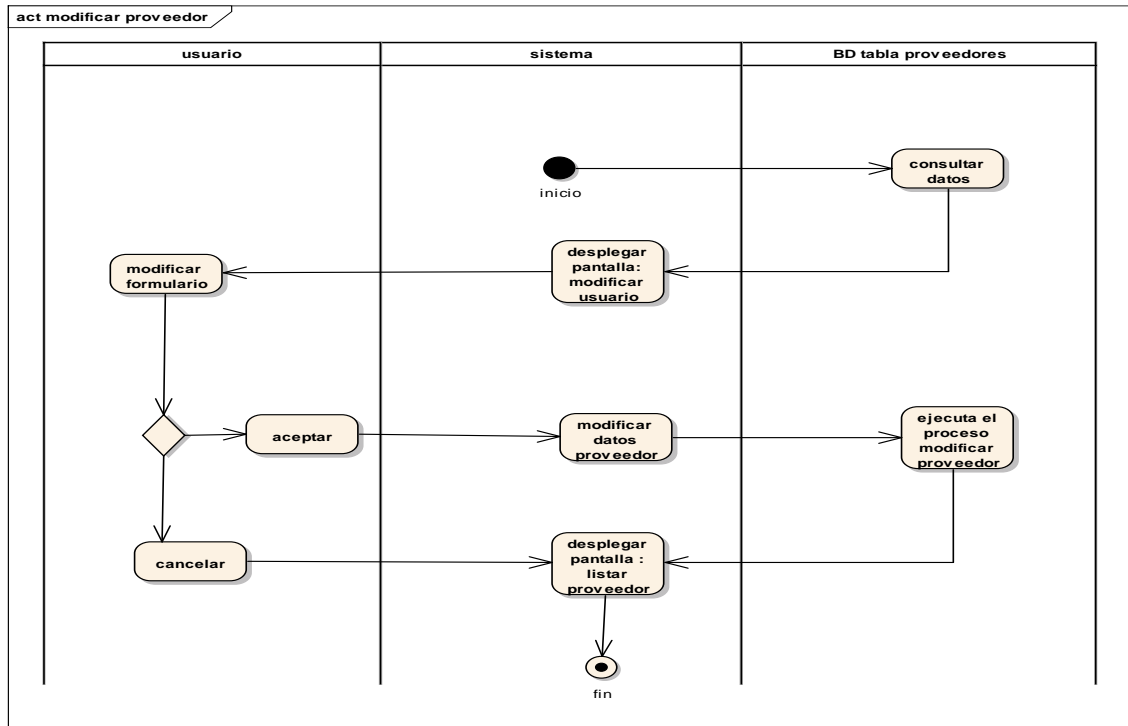 act modificar proveedor
usuario
sistema
BD tabla proveedores
inicio
consultar
datos
desplegar
pantalla:
modificar
usuario
modificar
formulario
aceptar
modificar
datos
proveedor
ejecuta el
proceso
modificar
proveedor
cancelar
desplegar
pantalla :
listar
proveedor
fin